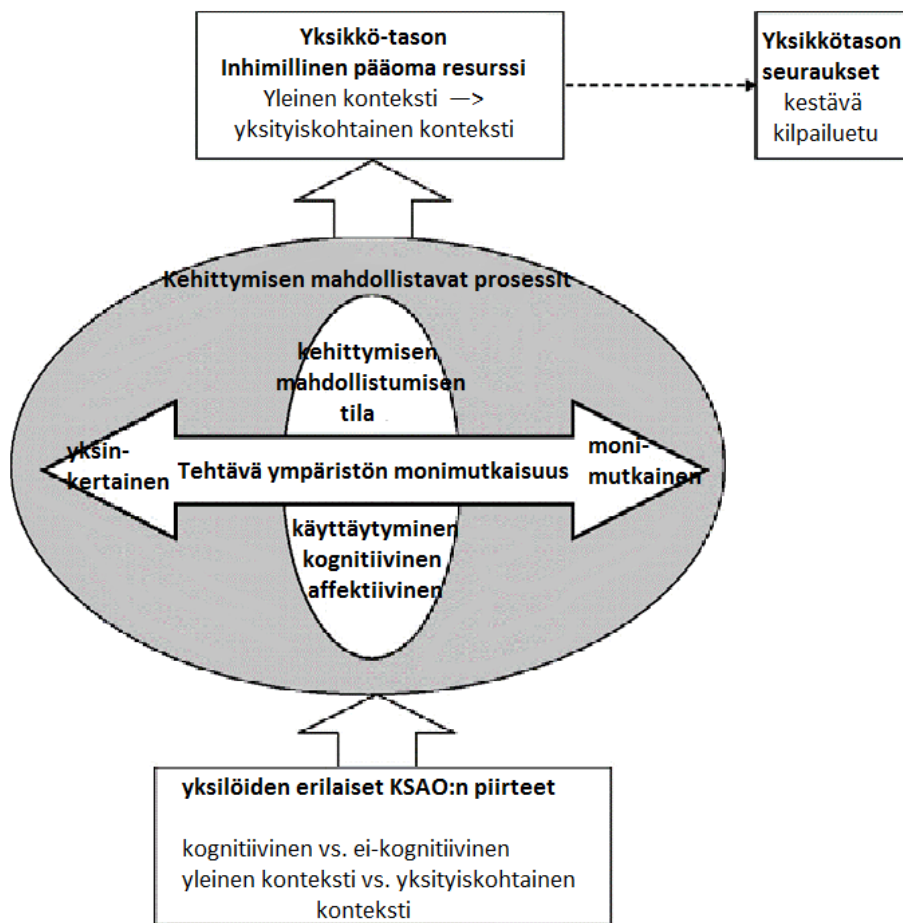 Yksikkö-tason
Inhimillinen pääoma resurssi
Yleinen konteksti —>
yksityiskohtainen konteksti
Yksikkötason
seuraukset
kestävä
kilpailuetu
Kehittymisen mahdollistavat prosessit
kehittymisen
mahdollistumisen
tila
yksin-
kertainen
Tehtävä ympäristön monimutkaisuus
moni-
mutkainen
käyttäytyminen
kognitiivinen
affektiivinen
yksilöiden erilaiset KSAO:n piirteet
kognitiivinen vs. ei-kognitiivinen
yleinen konteksti vs. yksityiskohtainen
konteksti